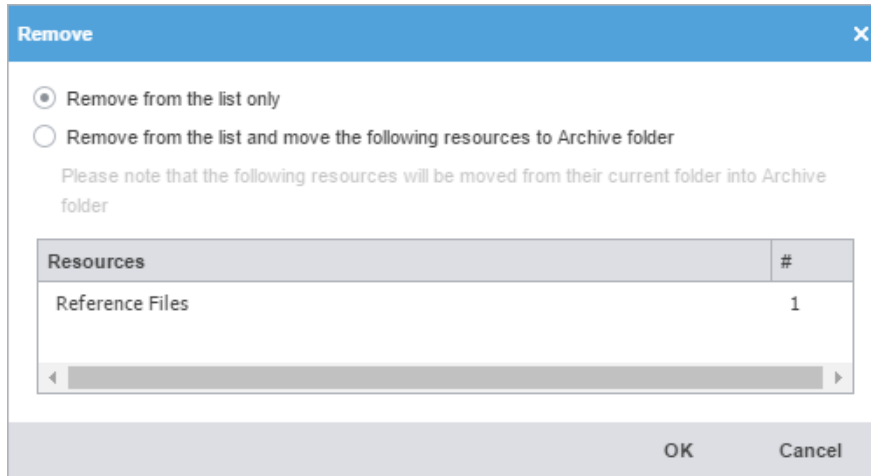 Remove
Remove from the list only
Remove from the list and move the following resources to Archive folder
Please note that the following resources will be moved from their current folder into Archive
folder
Resources #
Reference Files 1
OK Cancel